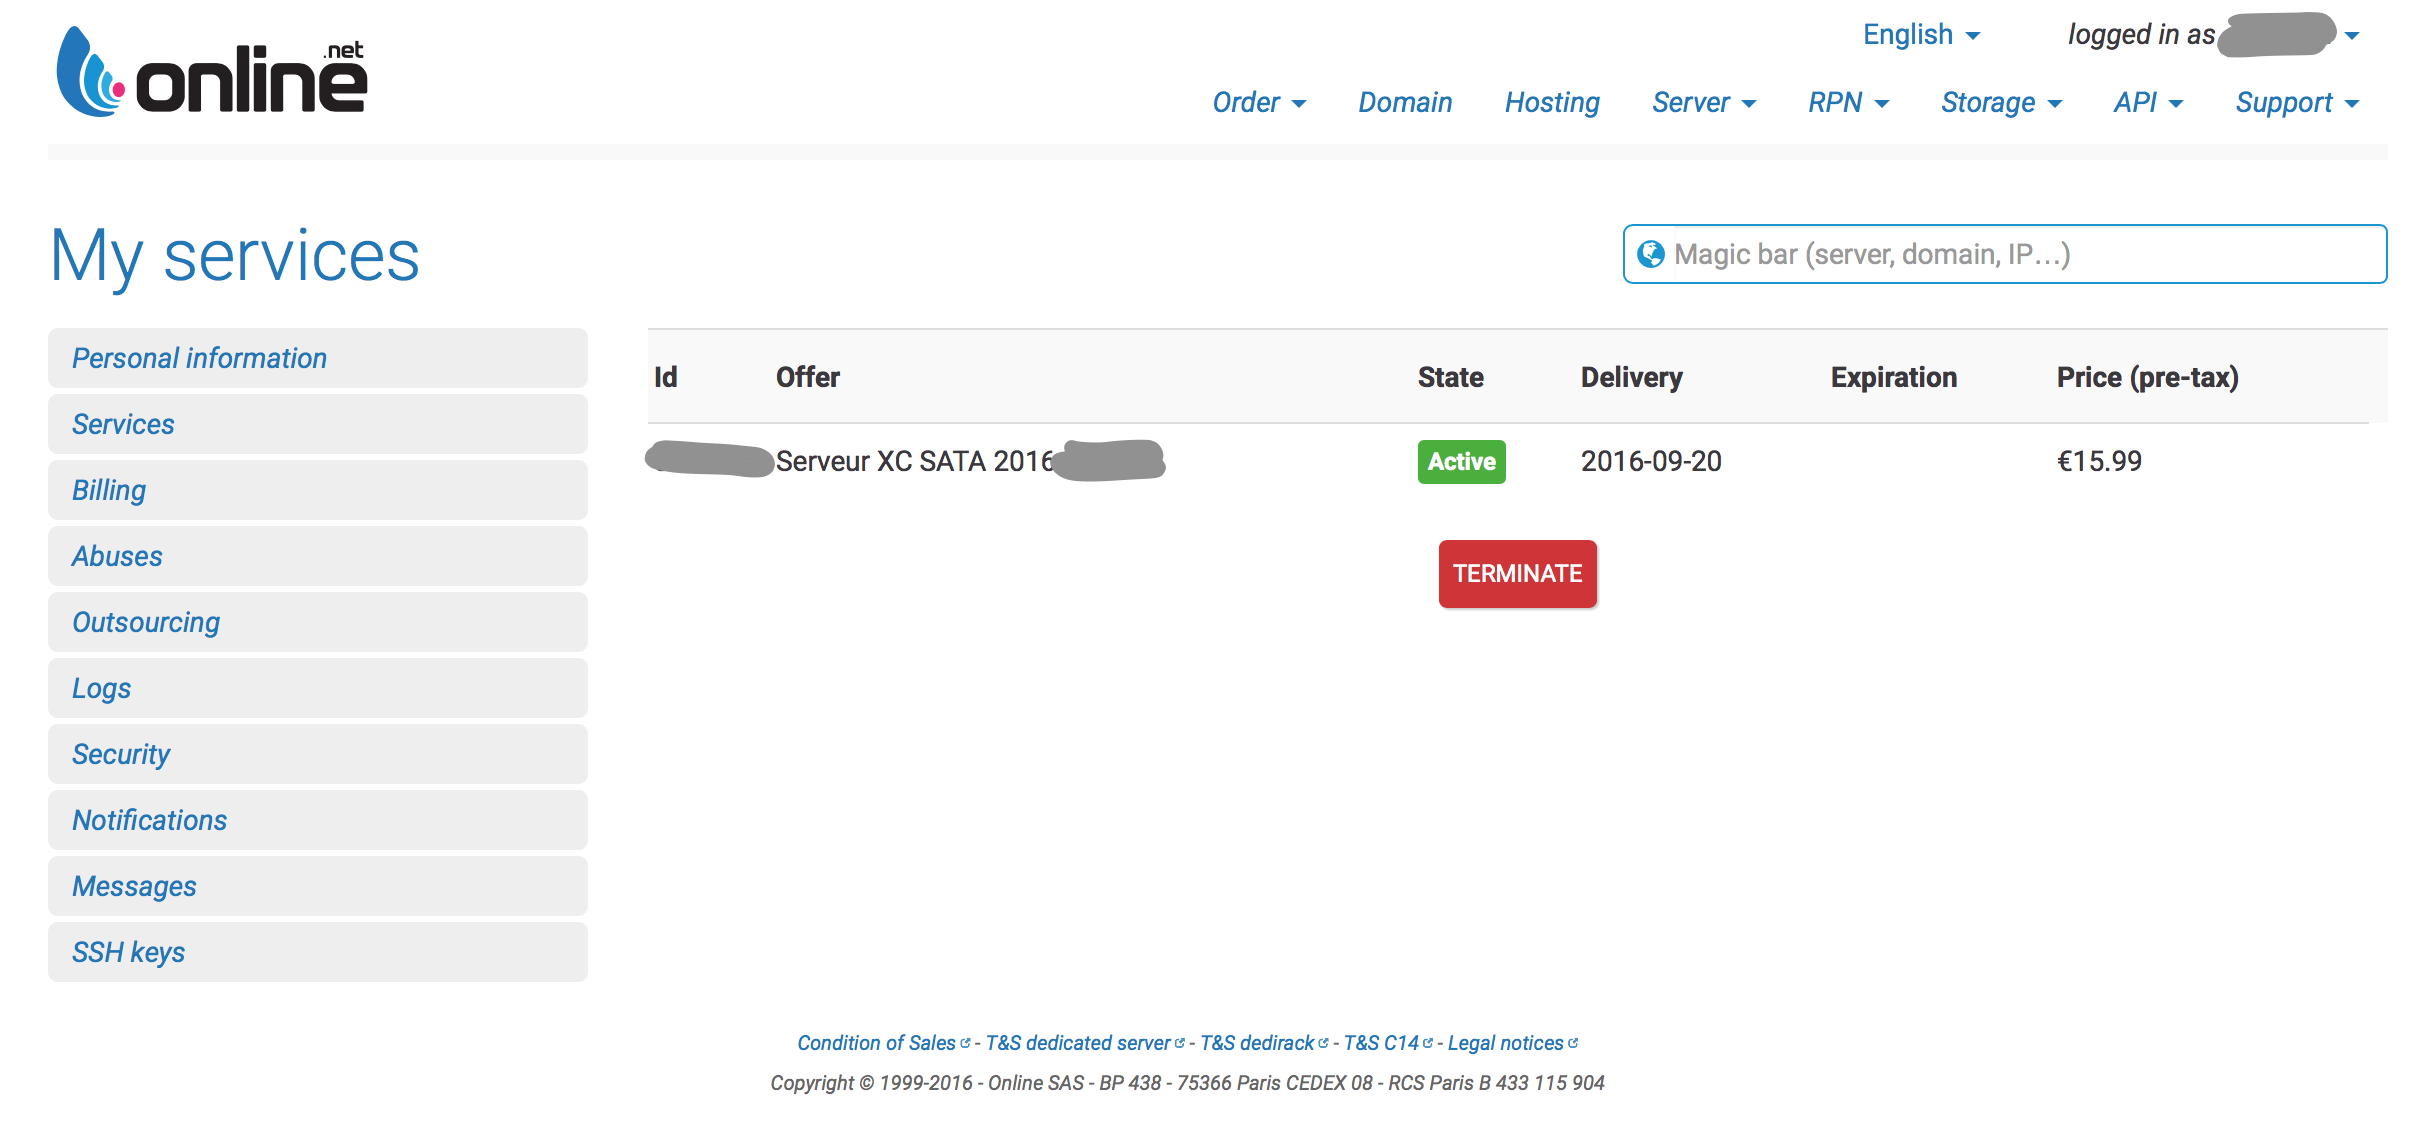 online.net
English
logged in as
Order Domain Hosting Server RPN Storage API Support
My services
Magic bar (server, domain, IP...)
Personal information
Services
Billing
Abuses
Outsourcing
Logs
Security
Notifications
Messages
SSH keys
Id Offer State Delivery Expiration Price (pre-tax)
Serveur XC SATA 2016 Active 2016-09-20 €15.99
TERMINATE
Condition of Sales - T&S dedicated server - T&S dedirack - T&S C14 - Legal notices
Copyright © 1999-2016 - Online SAS - BP 438 - 75366 Paris CEDEX 08 - RCS Paris B 433 115 904